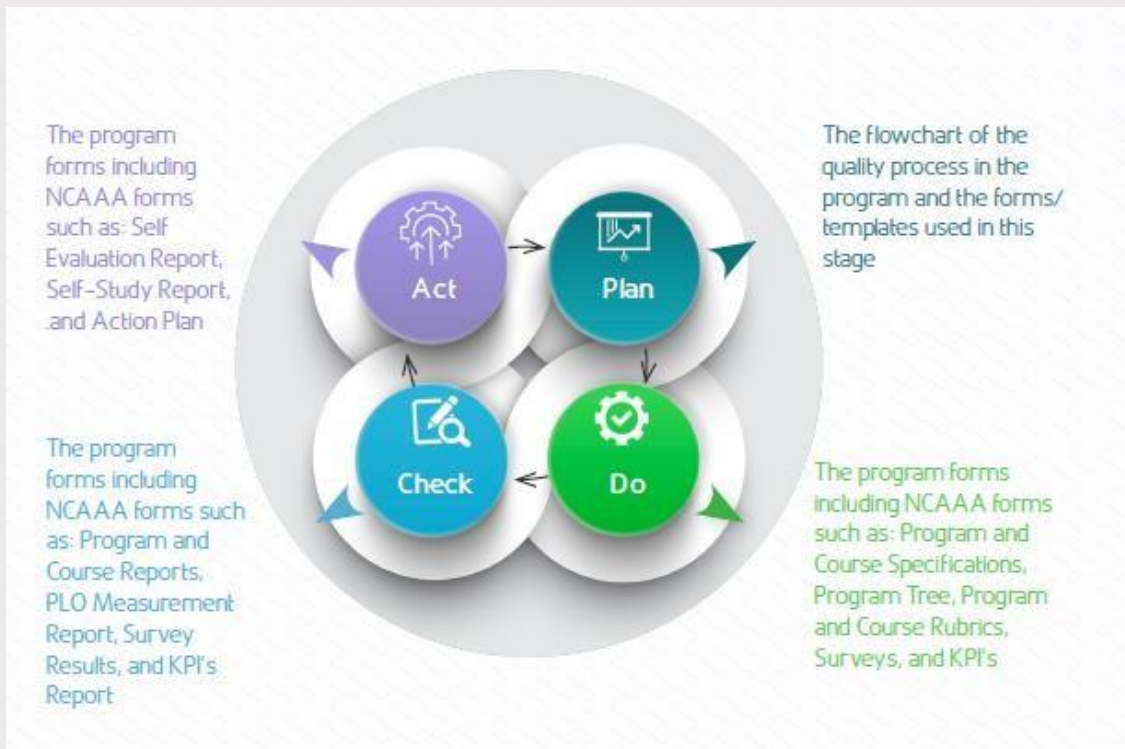 The program
forms including
NCAAA forms
such as: Self
Evaluation Report,
Self-Study Report,
.and Action Plan
Act
Plan
The flowchart of the
quality process in the
program and the forms/
templates used in this
stage
The program
forms including
NCAAA forms such
as: Program and
Course Reports,
PLO Measurement
Report, Survey
Results, and KPI's
Report
Check
Do
The program forms
including NCAAA forms
such as: Program and
Course Specifications,
Program Tree, Program
and Course Rubrics,
Surveys, and KPI's